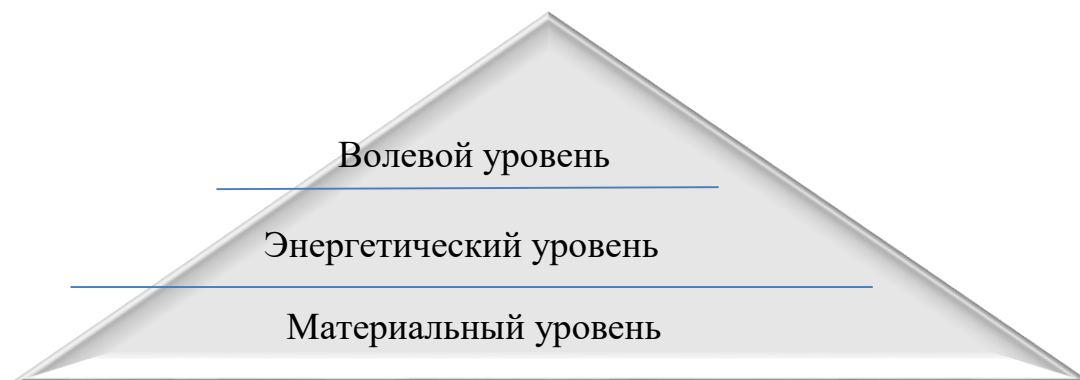 Волевой уровень
Энергетический уровень
Материальный уровень